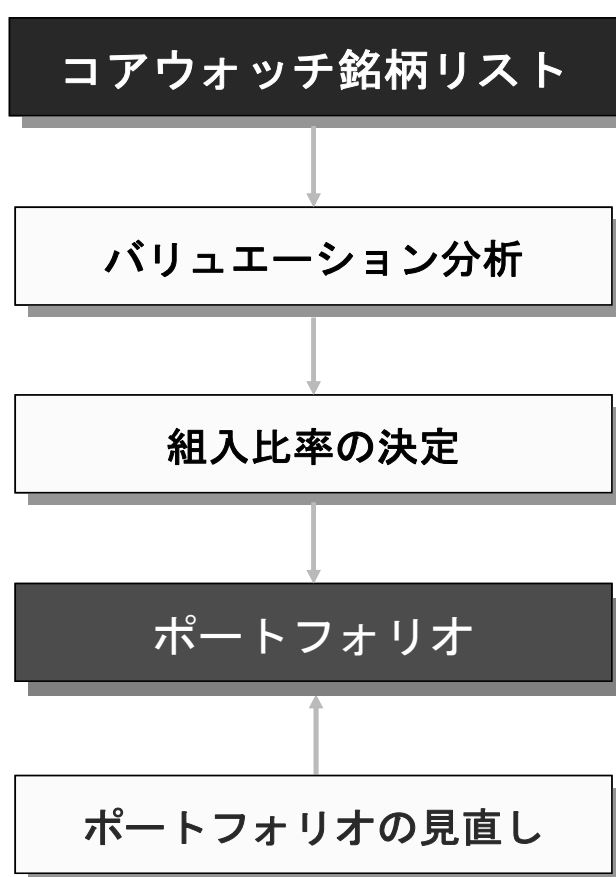 コアウォッチ銘柄リスト
バリュエーション分析
組入比率の決定
ポートフォリオ
ポートフォリオの見直し